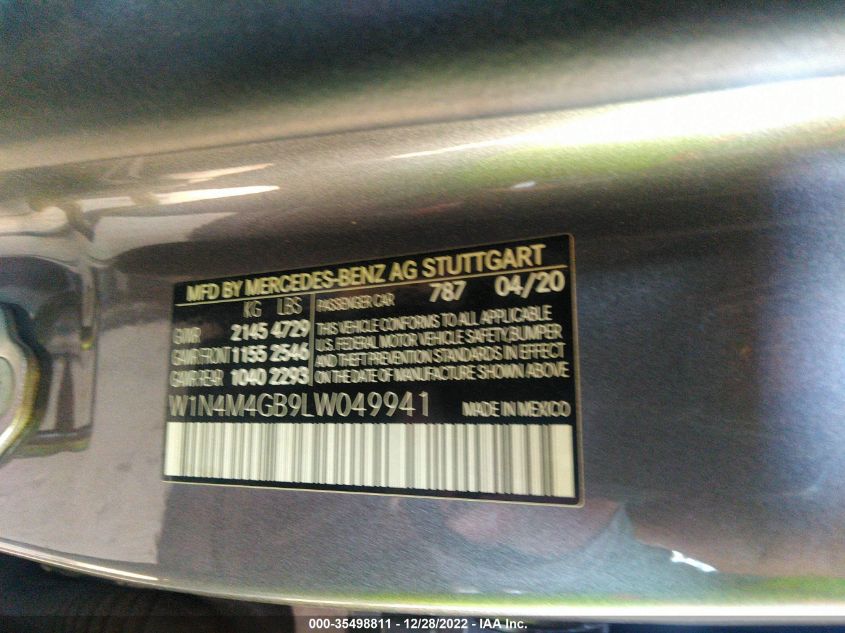 MFD BY MERCEDES-BENZ AG STUTTGART
KG LBS
GVWR 2145 4729
GAWR FRONT 1155 2546
GAWR REAR 1040 2293
PASSENGER CAR 787 04/20
THIS VEHICLE CONFORMS TO ALL APPLICABLE
U.S. FEDERAL MOTOR VEHICLE SAFETY, BUMPER
AND THEFT PREVENTION STANDARDS IN EFFECT
ON THE DATE OF MANUFACTURE SHOWN ABOVE
W1N4M4GB9LW049941 MADE IN MEXICO
000-35498811 - 12/28/2022 - IAA Inc.